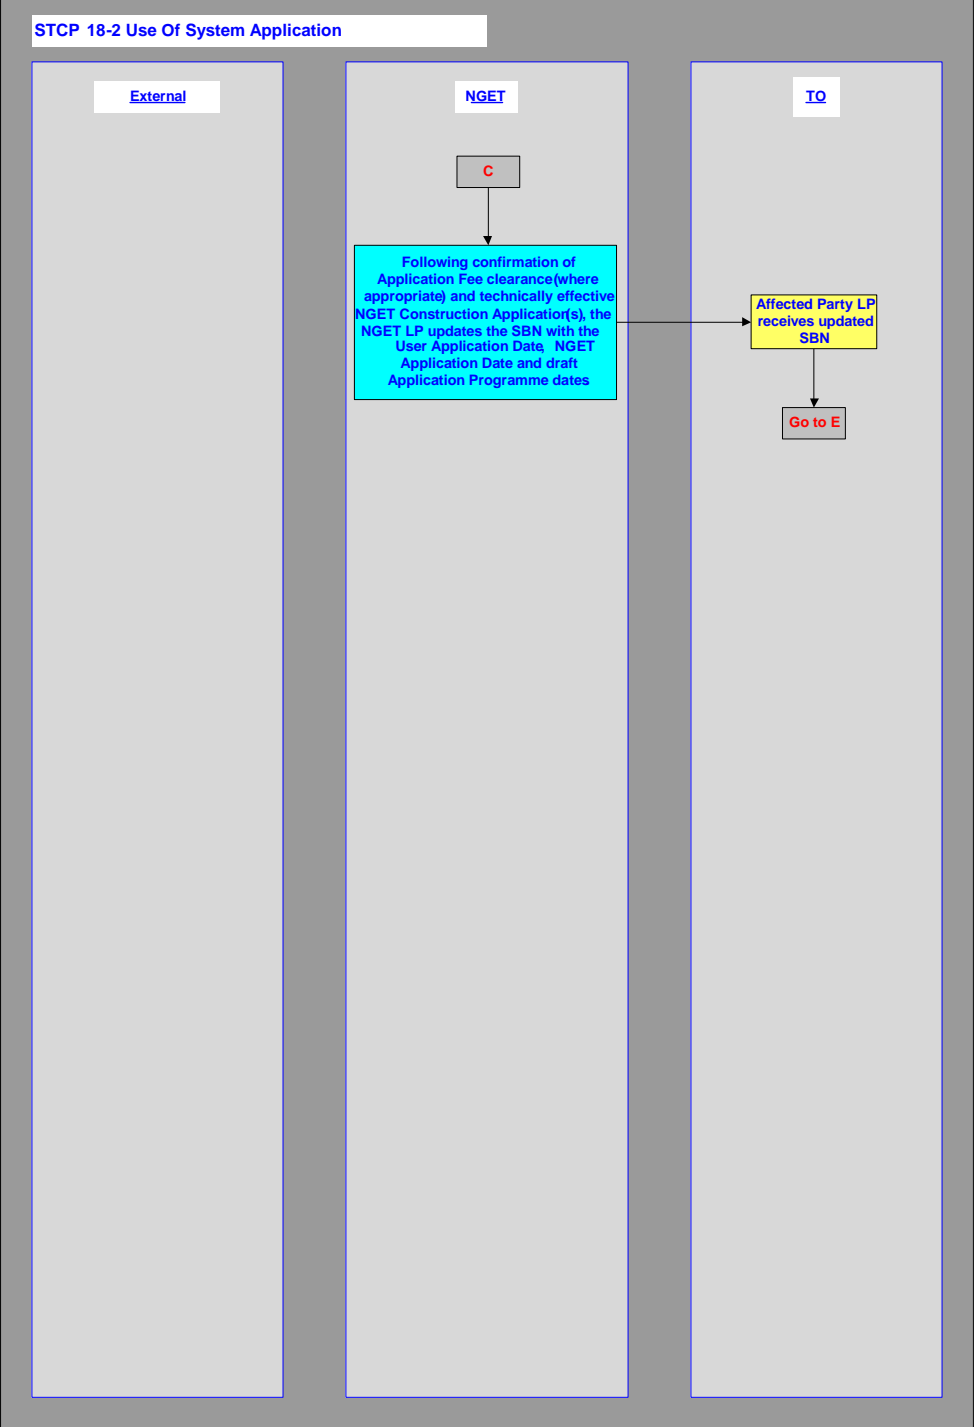 STCP 18-2 Use Of System Application
External
NGET
TO
C
Following confirmation of
Application Fee clearance(where
appropriate) and technically effective
NGET Construction Application(s), the
NGET LP updates the SBN with the
User Application Date, NGET
Application Date and draft
Application Programme dates
Affected Party LP
receives updated
SBN
Go to E